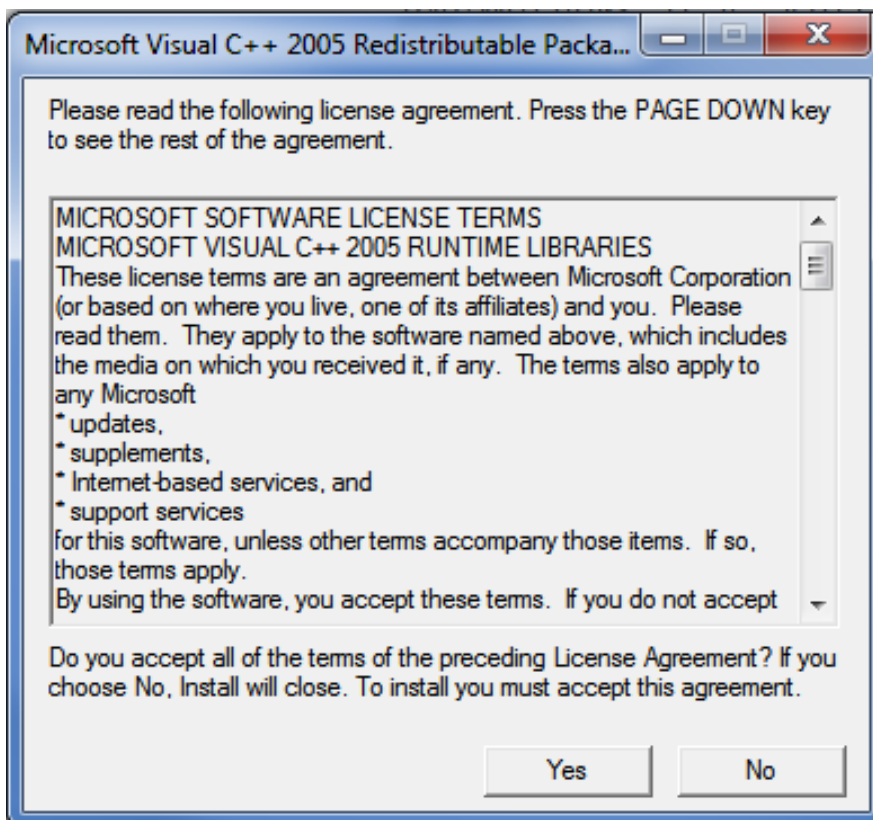 Microsoft Visual C++ 2005 Redistributable Packa...
Please read the following license agreement. Press the PAGE DOWN key
to see the rest of the agreement.
MICROSOFT SOFTWARE LICENSE TERMS
MICROSOFT VISUAL C++ 2005 RUNTIME LIBRARIES
These license terms are an agreement between Microsoft Corporation
(or based on where you live, one of its affiliates) and you.  Please
read them.  They apply to the software named above, which includes
the media on which you received it, if any.  The terms also apply to
any Microsoft
* updates,
* supplements,
* Internet-based services, and
* support services
for this software, unless other terms accompany those items.  If so,
those terms apply.
By using the software, you accept these terms.  If you do not accept
Do you accept all of the terms of the preceding License Agreement? If you
choose No, Install will close. To install you must accept this agreement.
Yes
No